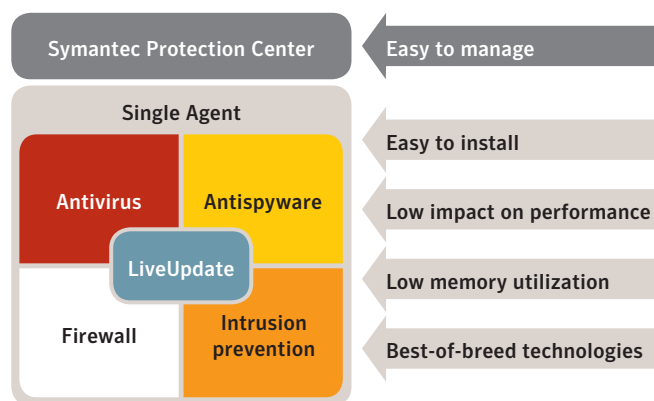 Symantec Protection Center
Easy to manage
Single Agent
Easy to install
Antivirus
Antispyware
Low impact on performance
LiveUpdate
Low memory utilization
Firewall
Intrusion
prevention
Best-of-breed technologies